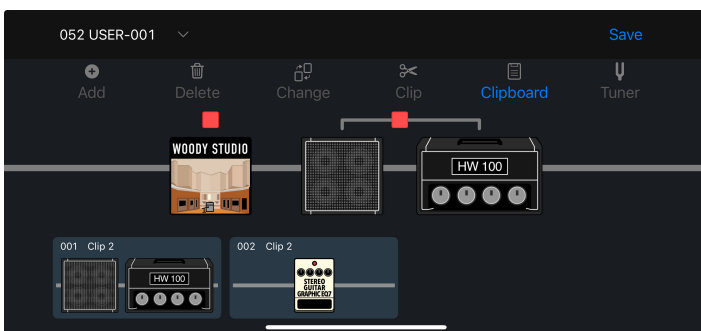 052 USER-001
Save
Add
Delete
Change
Clip
Clipboard
Tuner
WOODY STUDIO
HW 100
001 Clip 2
002 Clip 2
HW 100
STEREO
GUITAR
GRAPHIC EQ7